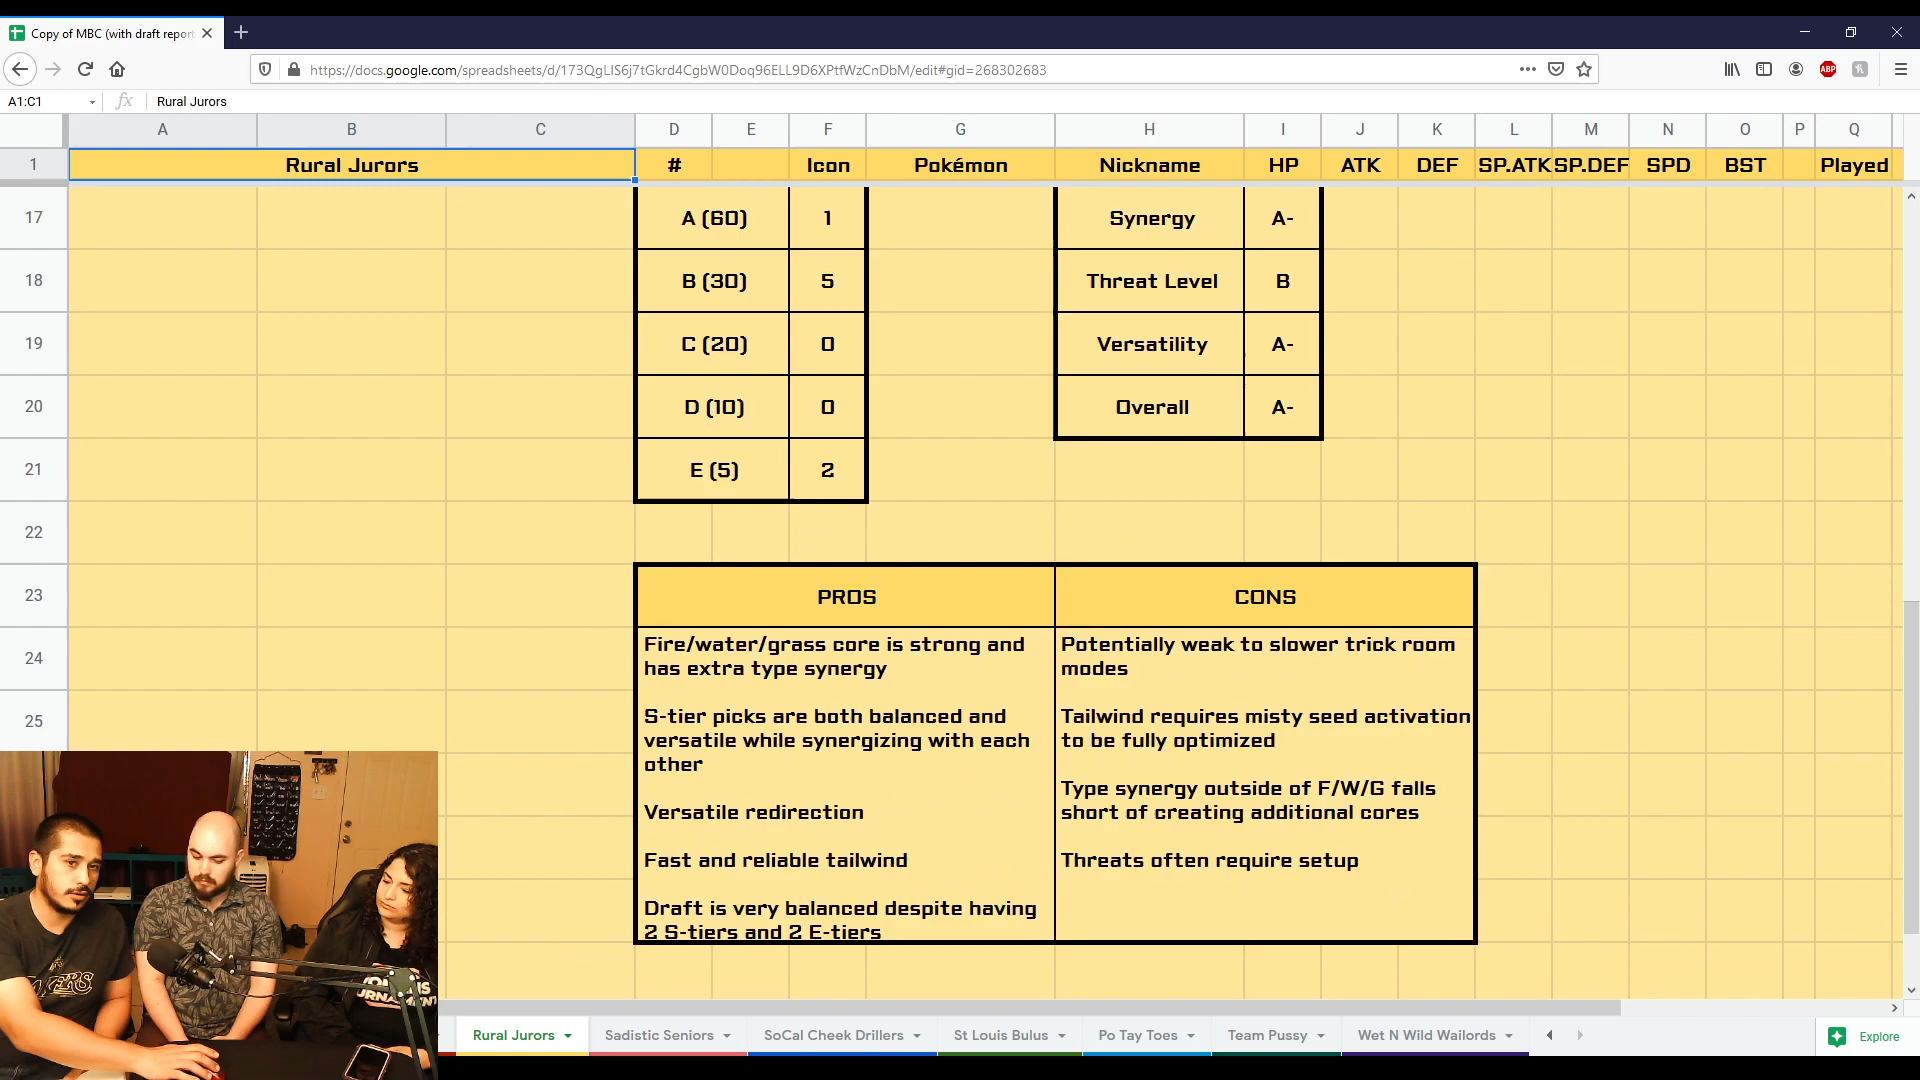 Copy of MBC (with draft report
https://docs.google.com/spreadsheets/d/173QgLIS6j7tGkrd4CgbW0Doq96ELL9D6XPtfWzCnDbM/edit#gid=268302683
ABP
A1:C1 fx Rural Jurors
A B C D E F G H I J K L M N O P Q
1 Rural Jurors # Icon Pokémon Nickname HP ATK DEF SP.ATK SP.DEF SPD BST Played
17 A (60) 1 Synergy A-
18 B (30) 5 Threat Level B
19 C (20) 0 Versatility A-
20 D (10) 0 Overall A-
21 E (5) 2
22
23 PROS CONS
24
25
Fire/water/grass core is strong and
has extra type synergy
S-tier picks are both balanced and
versatile while synergizing with each
other
Versatile redirection
Fast and reliable tailwind
Draft is very balanced despite having
2 S-tiers and 2 E-tiers
Potentially weak to slower trick room
modes
Tailwind requires misty seed activation
to be fully optimized
Type synergy outside of F/W/G falls
short of creating additional cores
Threats often require setup
Rural Jurors Sadistic Seniors SoCal Cheek Drillers St Louis Bulus Po Tay Toes Team Pussy Wet N Wild Wailords Explore